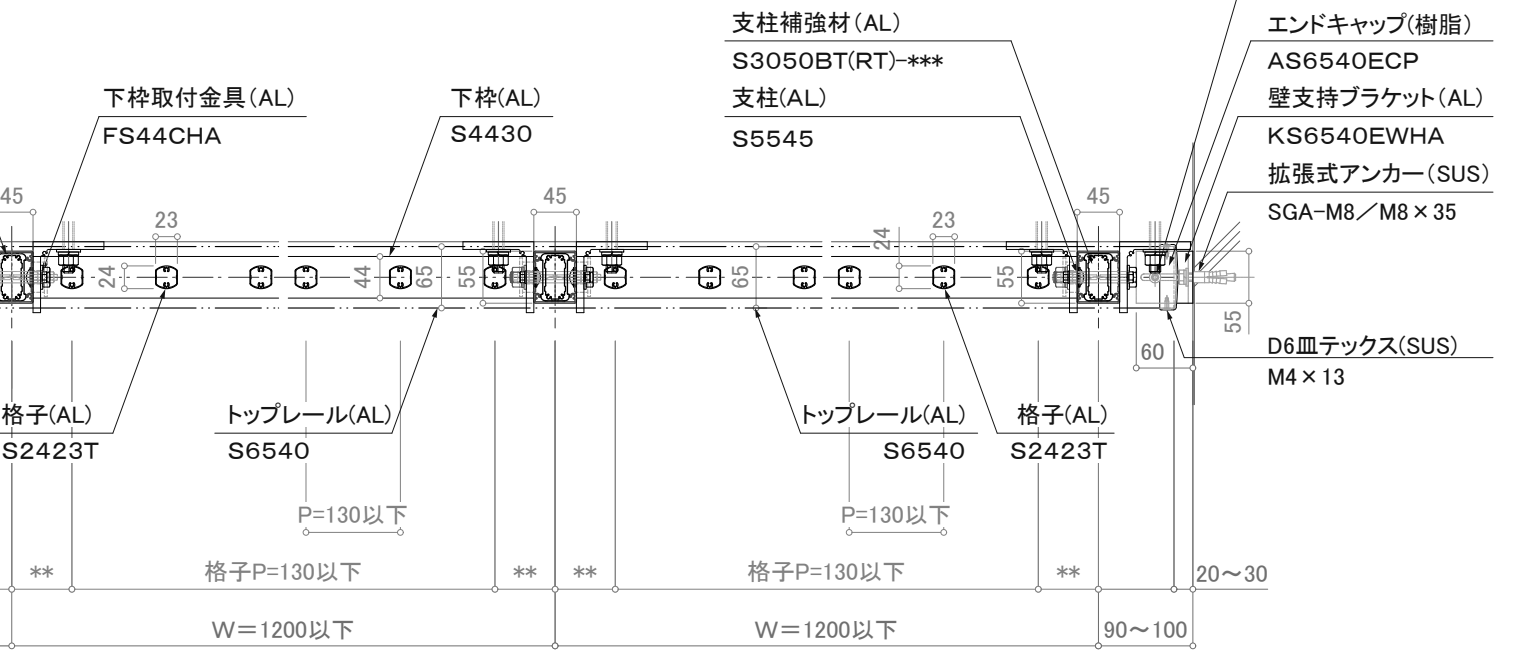 支柱補強材(AL)
S3050BT(RT)-***
支柱(AL)
S5545
エンドキャップ(樹脂)
AS6540ECP
壁支持ブラケット(AL)
KS6540EWHA
拡張式アンカー(SUS)
SGA-M8／M8×35
下枠取付金具(AL)
FS44CHA
下枠(AL)
S4430
45
23
45
23
24
45
24
44
65
55
65
55
55
60
D6皿テックス(SUS)
M4×13
格子(AL)
S2423T
トップレール(AL)
S6540
トップレール(AL)
S6540
格子(AL)
S2423T
P=130以下
P=130以下
**
格子P=130以下
**
**
格子P=130以下
**
20～30
W＝1200以下
W＝1200以下
90～100